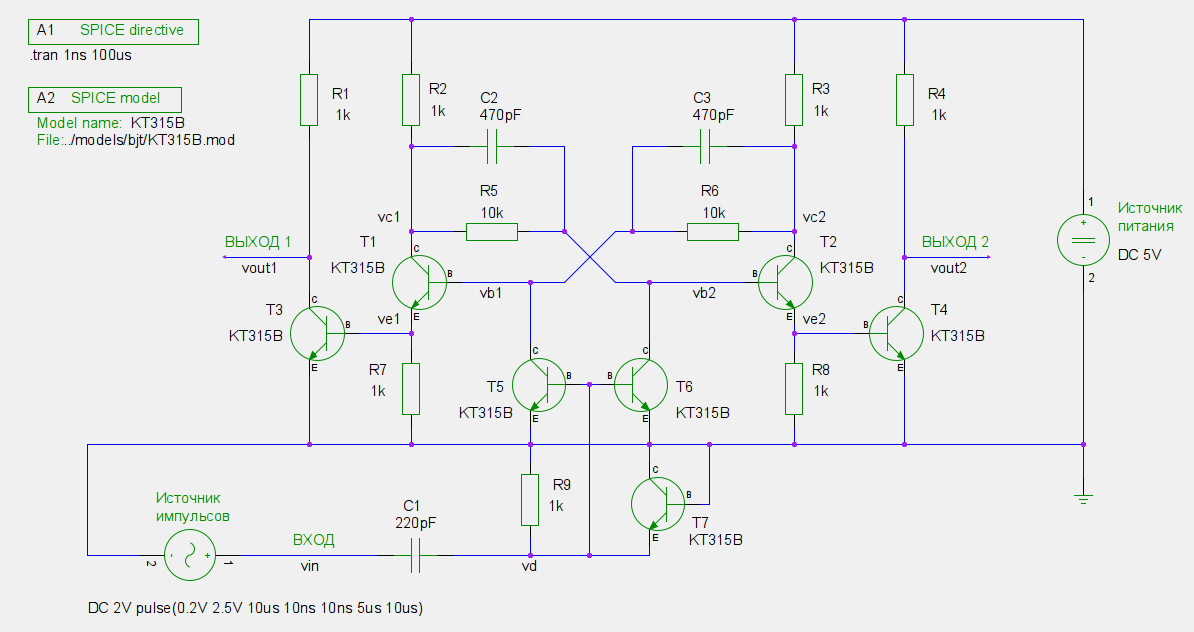 A1 SPICE directive
.tran 1ns 100us
A2 SPICE model
Model name: KT315B
File:../models/bjt/KT315B.mod
R1
1k
R2
1k
C2
470pF
C3
470pF
R3
1k
R4
1k
R5
10k
R6
10k
1
Источник
питания
DC 5V
+
-
2
ВЫХОД 1
vout1
vc1
T1
KT315B
C
B
E
vb1
vc2
T2
KT315B
C
B
E
vb2
ВЫХОД 2
vout2
T3
KT315B
C
B
E
ve1
ve2
T4
KT315B
C
B
E
R7
1k
T5
KT315B
C
B
E
T6
KT315B
C
B
E
R8
1k
R9
1k
T7
KT315B
C
B
E
Источник
импульсов
2
-
+
1
ВХОД
vin
C1
220pF
vd
DC 2V pulse(0.2V 2.5V 10us 10ns 10ns 5us 10us)